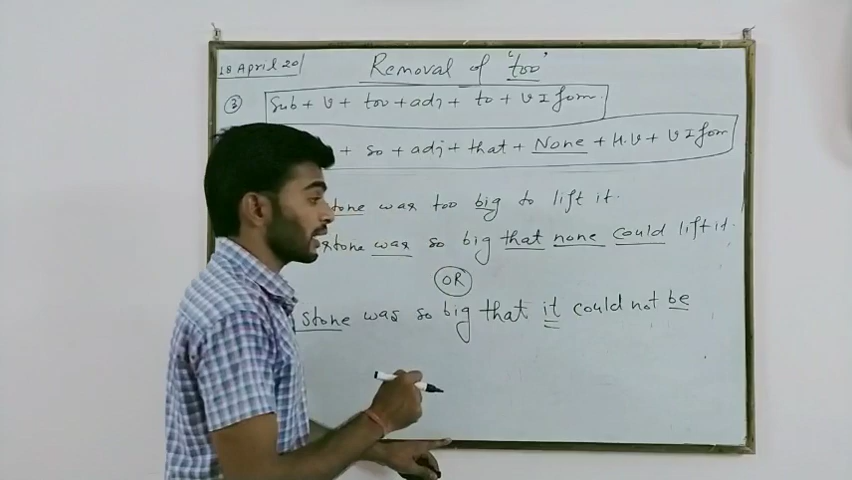 18 April 20
Removal of 'too'
③ Sub + V + too + adj + to + V I form
+ so + adj + that + None + H.V + V I form
tone was too big to lift it.
stone was so big that none could lift it.
OR
stone was so big that it could not be